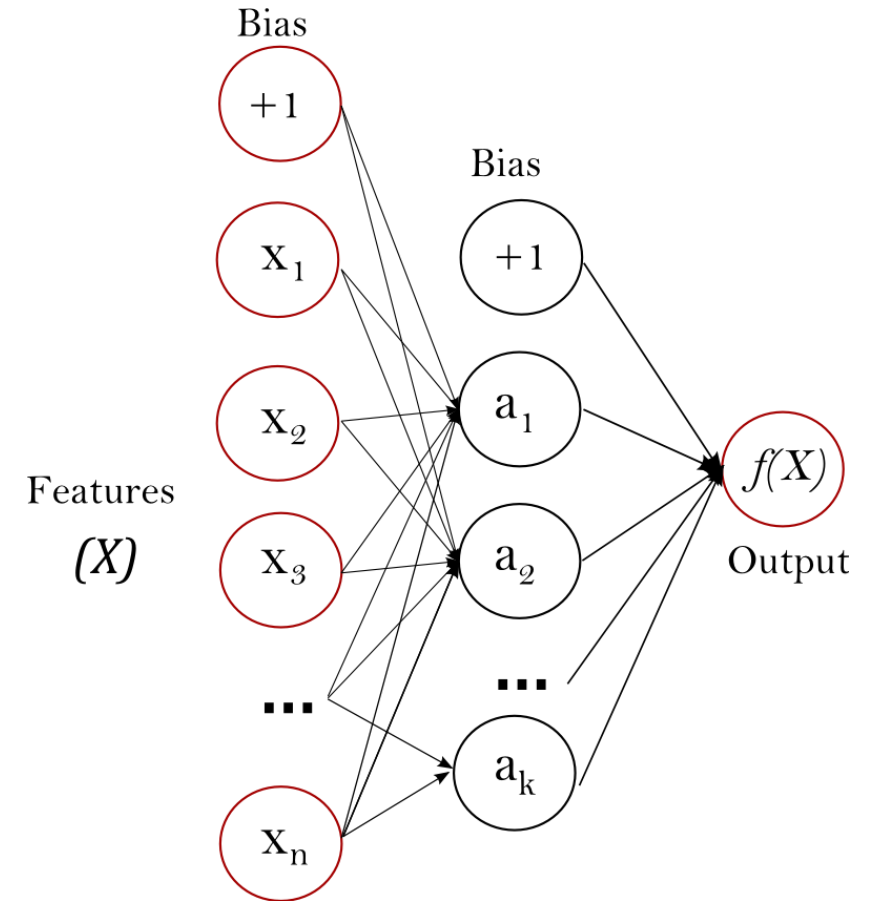 Bias
+1
x₁
x₂
x₃
...
xₙ
Features
(X)
Bias
+1
a₁
a₂
...
aₖ
f(X)
Output